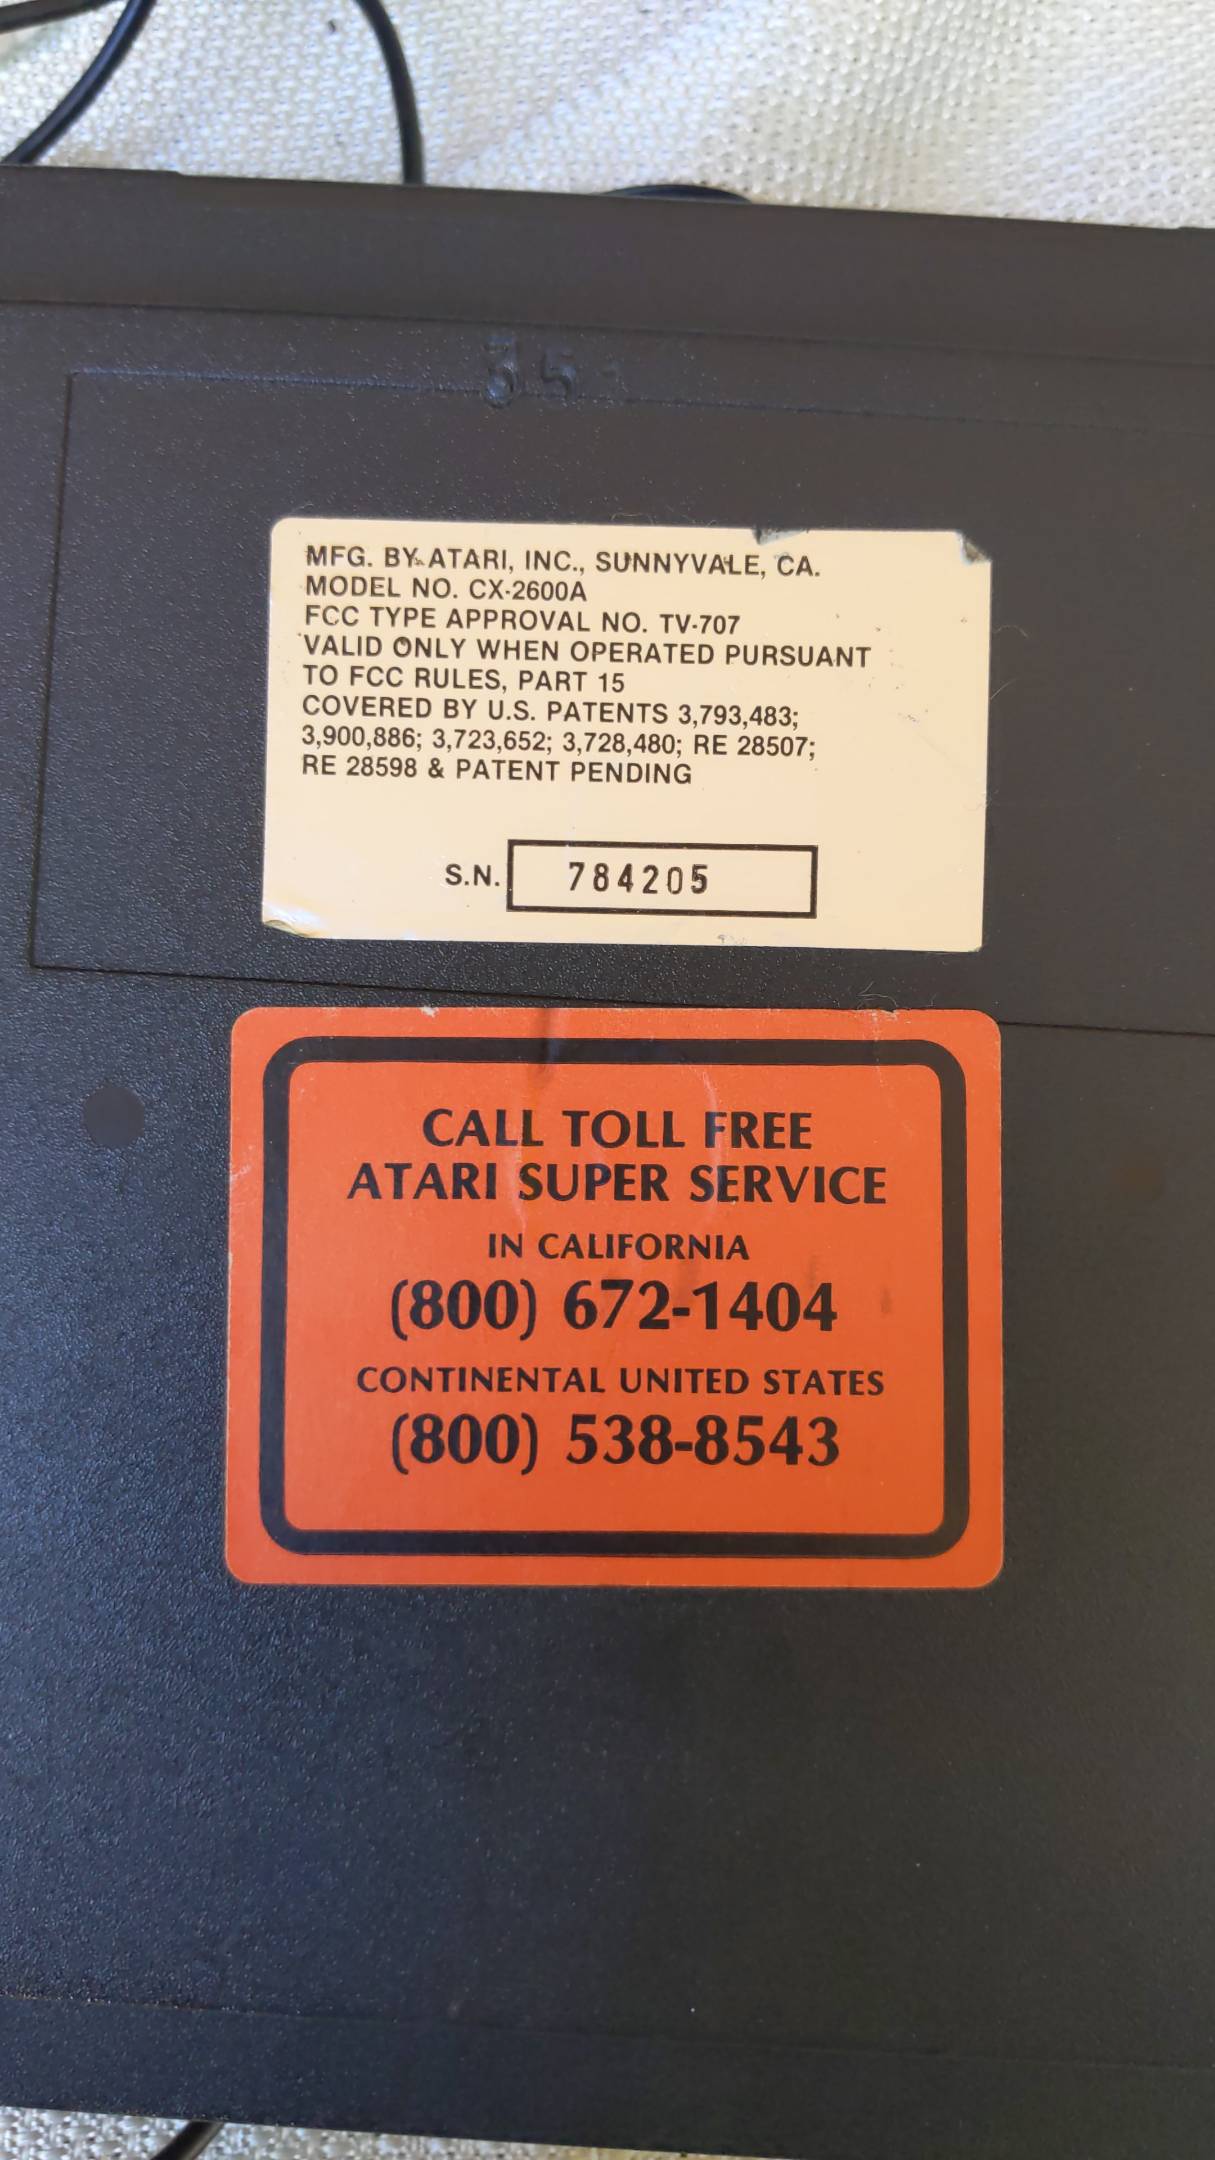 35
MFG. BY ATARI, INC., SUNNYVALE, CA.
MODEL NO. CX-2600A
FCC TYPE APPROVAL NO. TV-707
VALID ONLY WHEN OPERATED PURSUANT
TO FCC RULES, PART 15
COVERED BY U.S. PATENTS 3,793,483;
3,900,886; 3,723,652; 3,728,480; RE 28507;
RE 28598 & PATENT PENDING
S.N. 784205
CALL TOLL FREE
ATARI SUPER SERVICE
IN CALIFORNIA
(800) 672-1404
CONTINENTAL UNITED STATES
(800) 538-8543